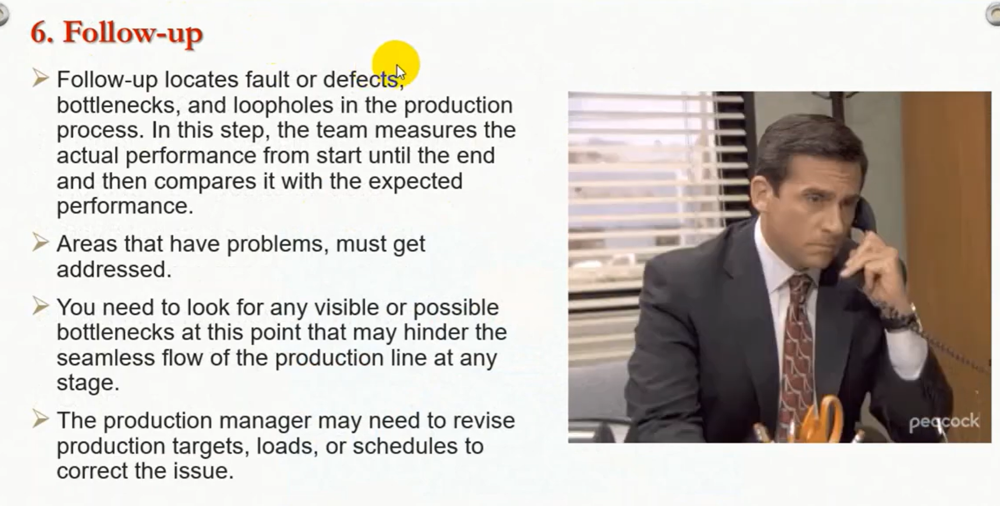 6. Follow-up
Follow-up locates fault or defects,
bottlenecks, and loopholes in the production
process. In this step, the team measures the
actual performance from start until the end
and then compares it with the expected
performance.
Areas that have problems, must get
addressed.
You need to look for any visible or possible
bottlenecks at this point that may hinder the
seamless flow of the production line at any
stage.
The production manager may need to revise
production targets, loads, or schedules to
correct the issue.
peacock